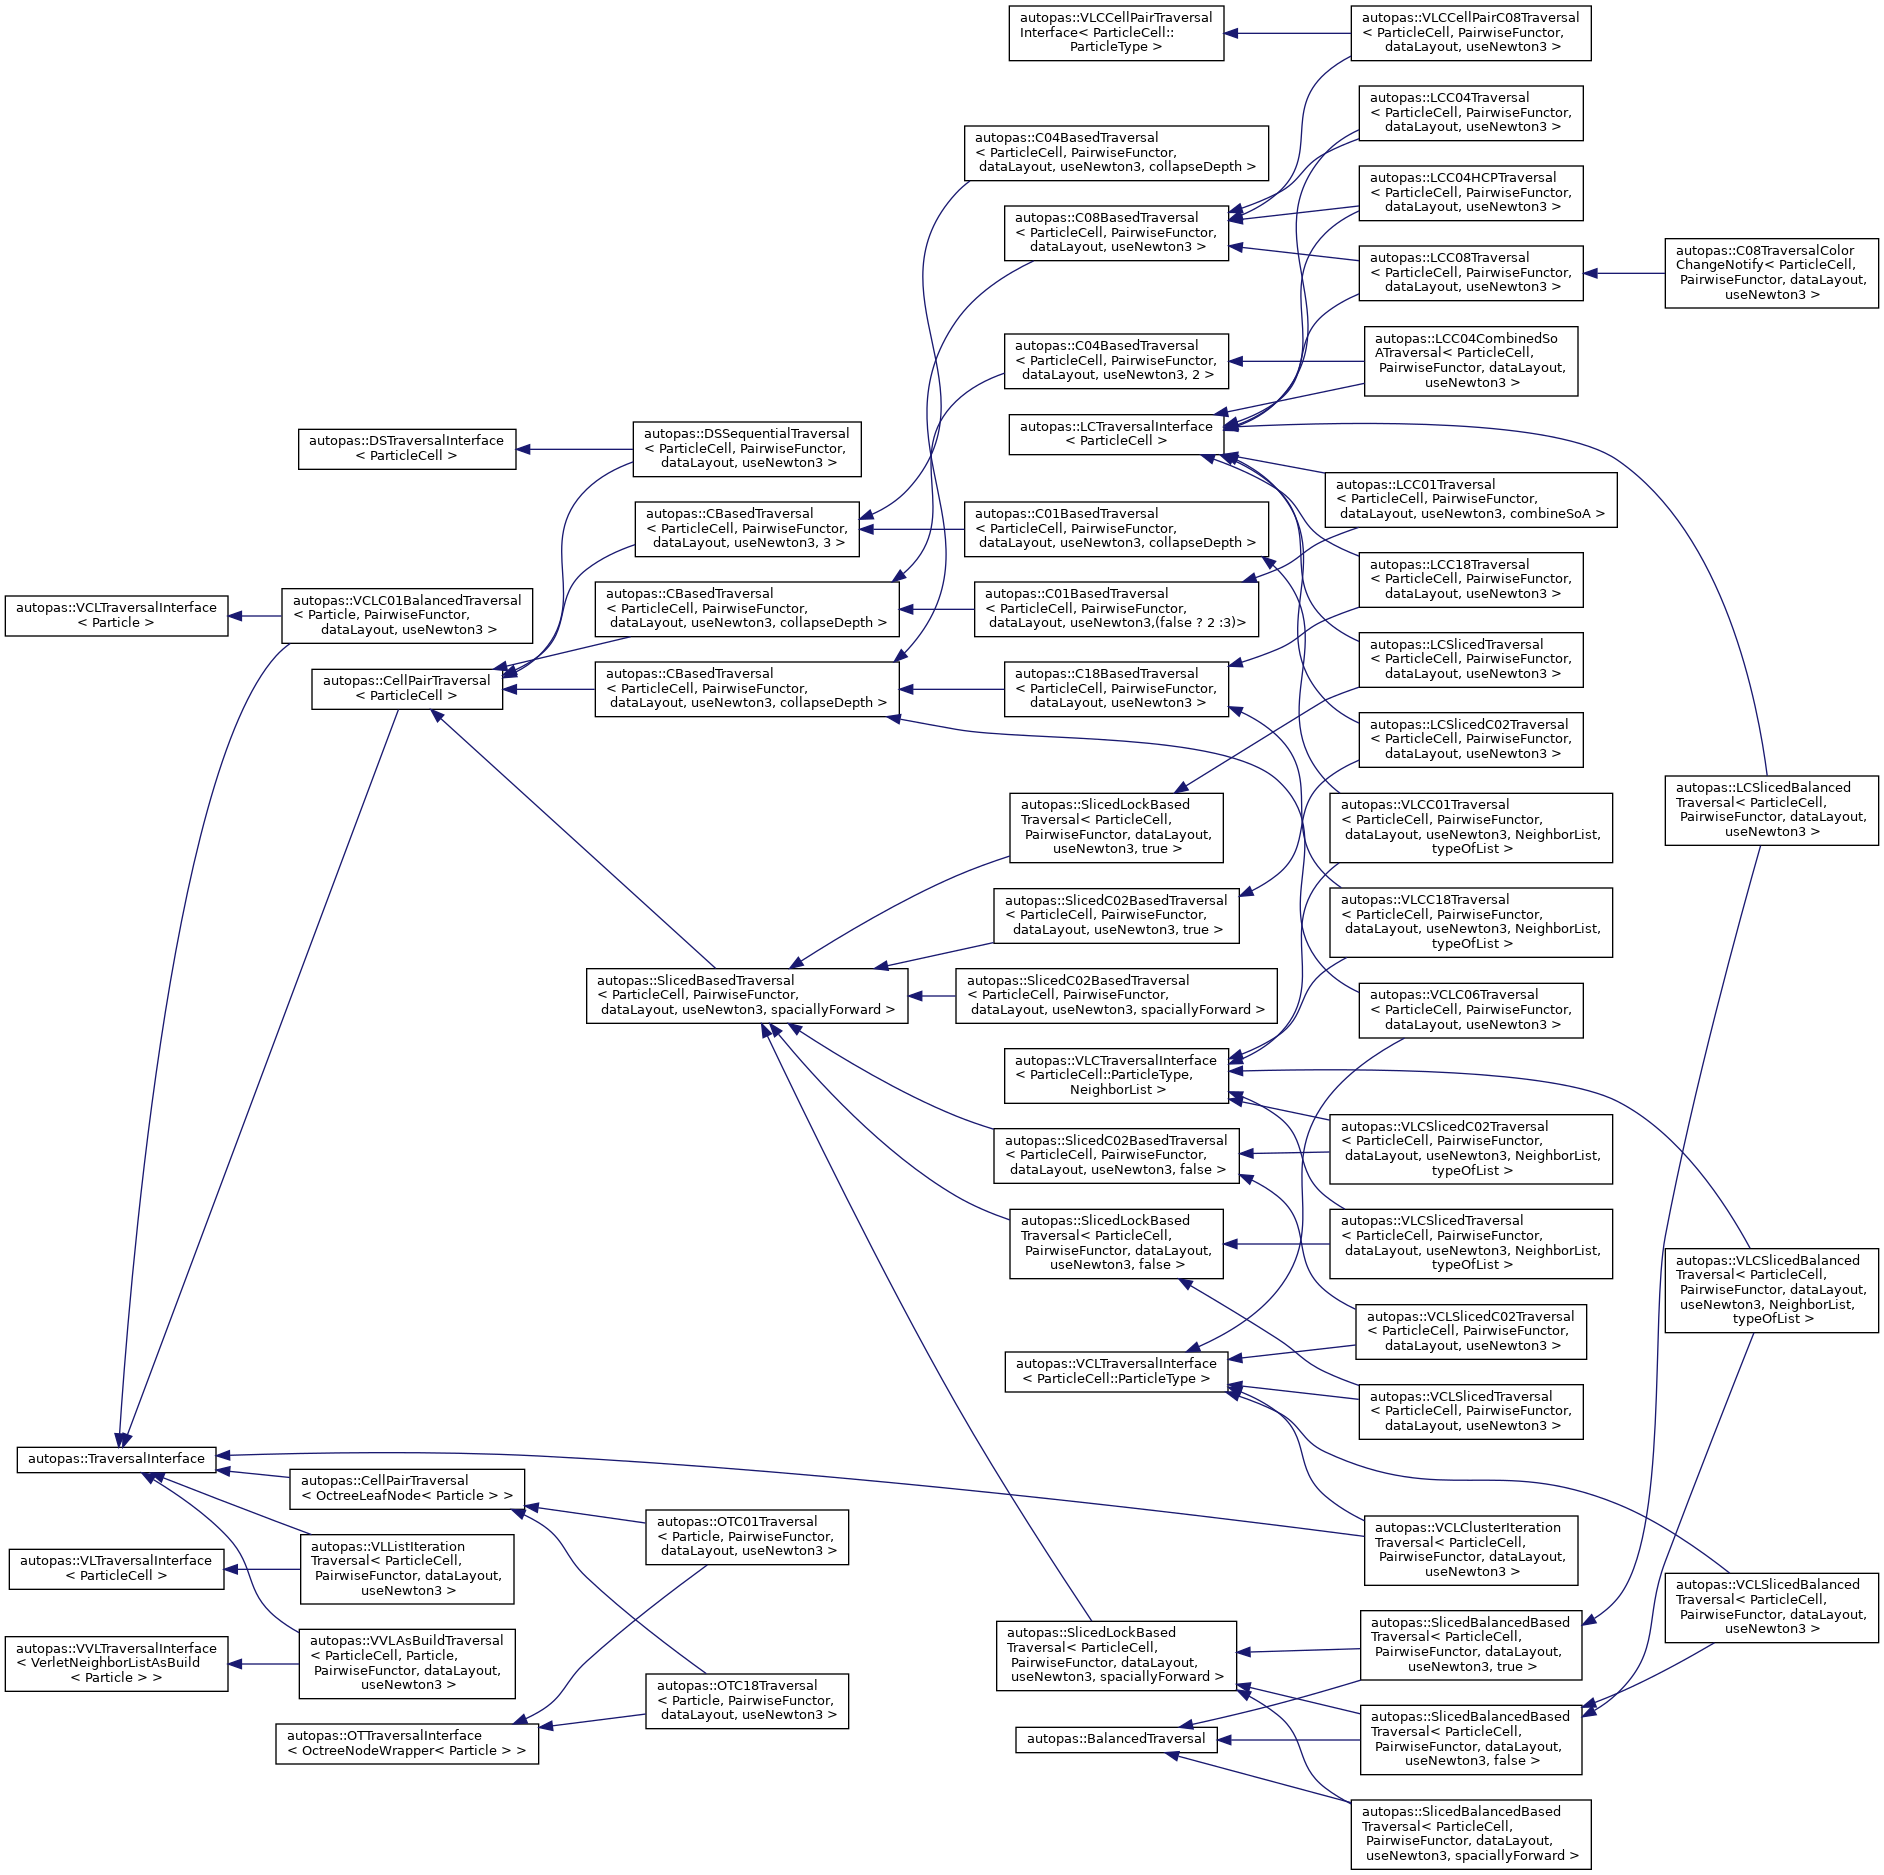 autopas::VLCCellPairTraversal
Interface< ParticleCell::
ParticleType >
autopas::VLCCellPairC08Traversal
< ParticleCell, PairwiseFunctor,
dataLayout, useNewton3 >
autopas::LCC04Traversal
< ParticleCell, PairwiseFunctor,
dataLayout, useNewton3 >
autopas::C04BasedTraversal
< ParticleCell, PairwiseFunctor,
dataLayout, useNewton3, collapseDepth >
autopas::LCC04HCPTraversal
< ParticleCell, PairwiseFunctor,
dataLayout, useNewton3 >
autopas::C08BasedTraversal
< ParticleCell, PairwiseFunctor,
dataLayout, useNewton3 >
autopas::LCC08Traversal
< ParticleCell, PairwiseFunctor,
dataLayout, useNewton3 >
autopas::C08TraversalColor
ChangeNotify< ParticleCell,
PairwiseFunctor, dataLayout,
useNewton3 >
autopas::C04BasedTraversal
< ParticleCell, PairwiseFunctor,
dataLayout, useNewton3, 2 >
autopas::LCC04CombinedSo
ATraversal< ParticleCell,
PairwiseFunctor, dataLayout,
useNewton3 >
autopas::LCTraversalInterface
< ParticleCell >
autopas::DSTraversalInterface
< ParticleCell >
autopas::DSSequentialTraversal
< ParticleCell, PairwiseFunctor,
dataLayout, useNewton3 >
autopas::LCC01Traversal
< ParticleCell, PairwiseFunctor,
dataLayout, useNewton3, combineSoA >
autopas::CBasedTraversal
< ParticleCell, PairwiseFunctor,
dataLayout, useNewton3, 3 >
autopas::C01BasedTraversal
< ParticleCell, PairwiseFunctor,
dataLayout, useNewton3, collapseDepth >
autopas::LCC18Traversal
< ParticleCell, PairwiseFunctor,
dataLayout, useNewton3 >
autopas::VCLTraversalInterface
< Particle >
autopas::VCLC01BalancedTraversal
< Particle, PairwiseFunctor,
dataLayout, useNewton3 >
autopas::CBasedTraversal
< ParticleCell, PairwiseFunctor,
dataLayout, useNewton3, collapseDepth >
autopas::C01BasedTraversal
< ParticleCell, PairwiseFunctor,
dataLayout, useNewton3,(false ? 2 :3)>
autopas::LCSlicedTraversal
< ParticleCell, PairwiseFunctor,
dataLayout, useNewton3 >
autopas::CellPairTraversal
< ParticleCell >
autopas::CBasedTraversal
< ParticleCell, PairwiseFunctor,
dataLayout, useNewton3, collapseDepth >
autopas::C18BasedTraversal
< ParticleCell, PairwiseFunctor,
dataLayout, useNewton3 >
autopas::LCSlicedC02Traversal
< ParticleCell, PairwiseFunctor,
dataLayout, useNewton3 >
autopas::LCSlicedBalanced
Traversal< ParticleCell,
PairwiseFunctor, dataLayout,
useNewton3 >
autopas::SlicedLockBased
Traversal< ParticleCell,
PairwiseFunctor, dataLayout,
useNewton3, true >
autopas::VLCC01Traversal
< ParticleCell, PairwiseFunctor,
dataLayout, useNewton3, NeighborList,
typeOfList >
autopas::SlicedC02BasedTraversal
< ParticleCell, PairwiseFunctor,
dataLayout, useNewton3, true >
autopas::VLCC18Traversal
< ParticleCell, PairwiseFunctor,
dataLayout, useNewton3, NeighborList,
typeOfList >
autopas::SlicedBasedTraversal
< ParticleCell, PairwiseFunctor,
dataLayout, useNewton3, spaciallyForward >
autopas::SlicedC02BasedTraversal
< ParticleCell, PairwiseFunctor,
dataLayout, useNewton3, spaciallyForward >
autopas::VCLC06Traversal
< ParticleCell, PairwiseFunctor,
dataLayout, useNewton3 >
autopas::VLCTraversalInterface
< ParticleCell::ParticleType,
NeighborList >
autopas::SlicedC02BasedTraversal
< ParticleCell, PairwiseFunctor,
dataLayout, useNewton3, false >
autopas::VLCSlicedC02Traversal
< ParticleCell, PairwiseFunctor,
dataLayout, useNewton3, NeighborList,
typeOfList >
autopas::SlicedLockBased
Traversal< ParticleCell,
PairwiseFunctor, dataLayout,
useNewton3, false >
autopas::VLCSlicedTraversal
< ParticleCell, PairwiseFunctor,
dataLayout, useNewton3, NeighborList,
typeOfList >
autopas::VLCSlicedBalanced
Traversal< ParticleCell,
PairwiseFunctor, dataLayout,
useNewton3, NeighborList,
typeOfList >
autopas::VCLSlicedC02Traversal
< ParticleCell, PairwiseFunctor,
dataLayout, useNewton3 >
autopas::VCLTraversalInterface
< ParticleCell::ParticleType >
autopas::VCLSlicedTraversal
< ParticleCell, PairwiseFunctor,
dataLayout, useNewton3 >
autopas::TraversalInterface
autopas::CellPairTraversal
< OctreeLeafNode< Particle > >
autopas::OTC01Traversal
< Particle, PairwiseFunctor,
dataLayout, useNewton3 >
autopas::VCLClusterIteration
Traversal< ParticleCell,
PairwiseFunctor, dataLayout,
useNewton3 >
autopas::VLTraversalInterface
< ParticleCell >
autopas::VLListIteration
Traversal< ParticleCell,
PairwiseFunctor, dataLayout,
useNewton3 >
autopas::VCLSlicedBalanced
Traversal< ParticleCell,
PairwiseFunctor, dataLayout,
useNewton3 >
autopas::VVLTraversalInterface
< VerletNeighborListAsBuild
< Particle > >
autopas::VVLAsBuildTraversal
< ParticleCell, Particle,
PairwiseFunctor, dataLayout,
useNewton3 >
autopas::SlicedLockBased
Traversal< ParticleCell,
PairwiseFunctor, dataLayout,
useNewton3, spaciallyForward >
autopas::SlicedBalancedBased
Traversal< ParticleCell,
PairwiseFunctor, dataLayout,
useNewton3, true >
autopas::OTC18Traversal
< Particle, PairwiseFunctor,
dataLayout, useNewton3 >
autopas::OTTraversalInterface
< OctreeNodeWrapper< Particle > >
autopas::BalancedTraversal
autopas::SlicedBalancedBased
Traversal< ParticleCell,
PairwiseFunctor, dataLayout,
useNewton3, false >
autopas::SlicedBalancedBased
Traversal< ParticleCell,
PairwiseFunctor, dataLayout,
useNewton3, spaciallyForward >